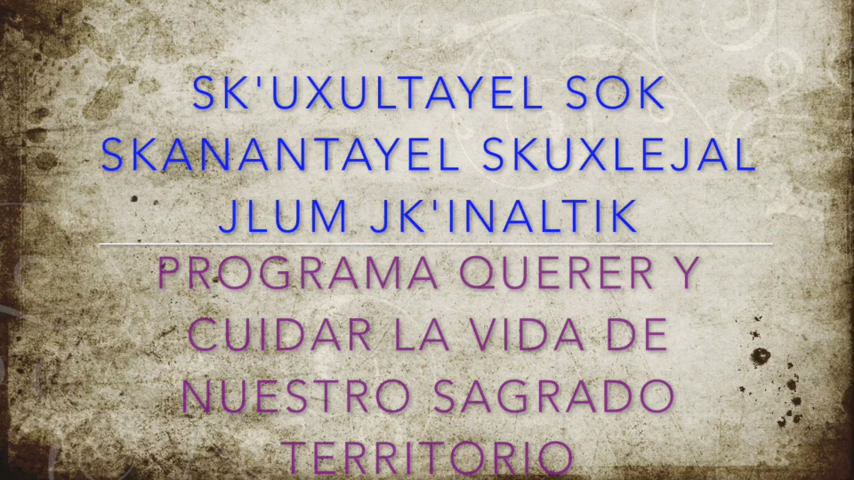 SK'UXULTAYEL SOK
SKANANTAYEL SKUXLEJAL
JLUM JK'INALTIK
PROGRAMA QUERER Y
CUIDAR LA VIDA DE
NUESTRO SAGRADO
TERRITORIO